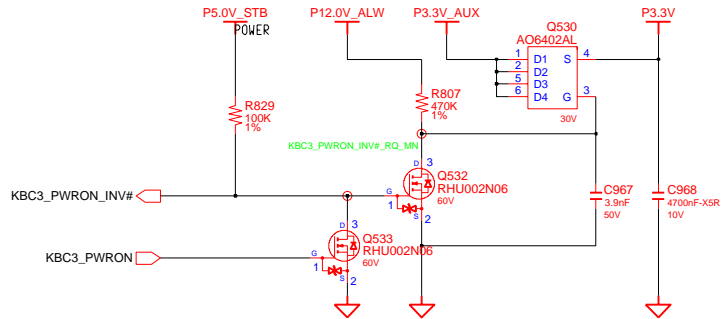 P5.0V_STB
POWER
P12.0V_ALW
P3.3V_AUX
Q530
AO6402AL
P3.3V
1 D1 S 4
2 D2
5 D3
6 D4 G 3
30V
R829
100K
1%
R807
470K
1%
KBC3_PWRON_INV#_RQ_MN
D 3
Q532
RHU002N06
60V
G
1
S
2
KBC3_PWRON_INV#
C967
3.9nF
50V
C968
4700nF-X5R
10V
D 3
Q533
RHU002N06
60V
KBC3_PWRON
G
1
S
2